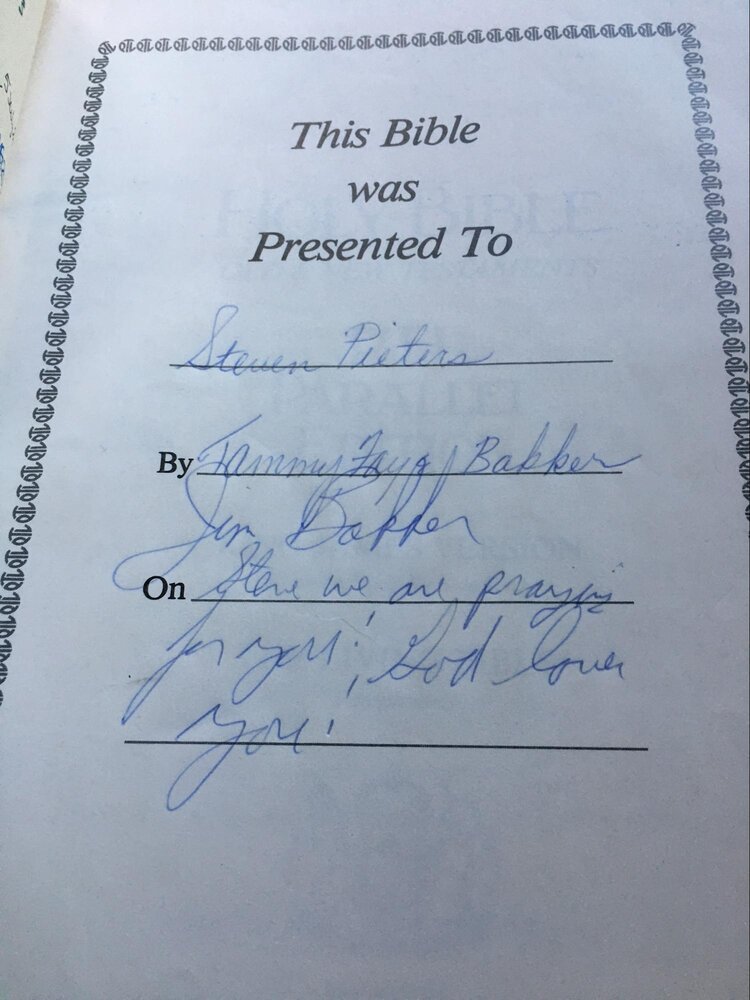 This Bible
was
Presented To
Steven Pieters
By Tammy Faye Bakker
Jim Bakker
On Steve we are praying
for you! God loves
you!